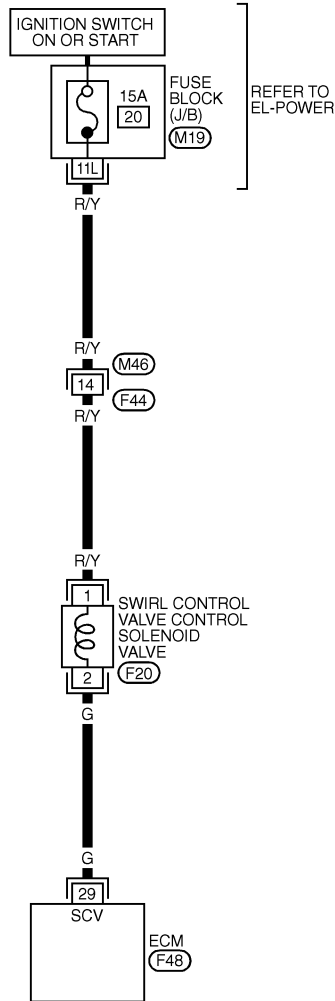 IGNITION SWITCH
ON OR START
15A
20
FUSE
BLOCK
(J/B)
M19
REFER TO
EL-POWER
11L
R/Y
R/Y
M46
14
F44
R/Y
R/Y
1
SWIRL CONTROL
VALVE CONTROL
SOLENOID
VALVE
F20
2
G
G
29
SCV
ECM
F48